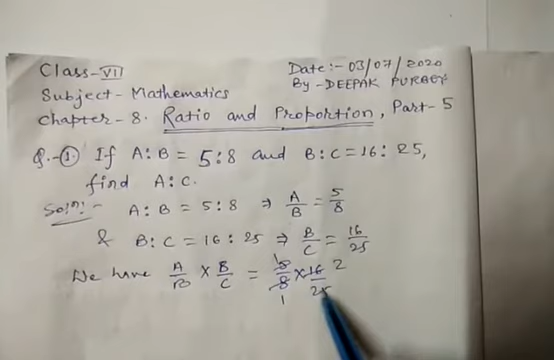 Class-VII
Date:- 03/07/2020
Subject- Mathematics
By -DEEPAK PURBEY
Chapter-8. Ratio and Proportion, Part-5
Q.-① If A:B = 5:8 and B:C=16:25,
find A:C.
Solⁿ:- A:B = 5:8 ⇒ A/B = 5/8
& B:C = 16:25 ⇒ B/C = 16/25
We have A/B × B/C = 5/8 × 16/25
1 2